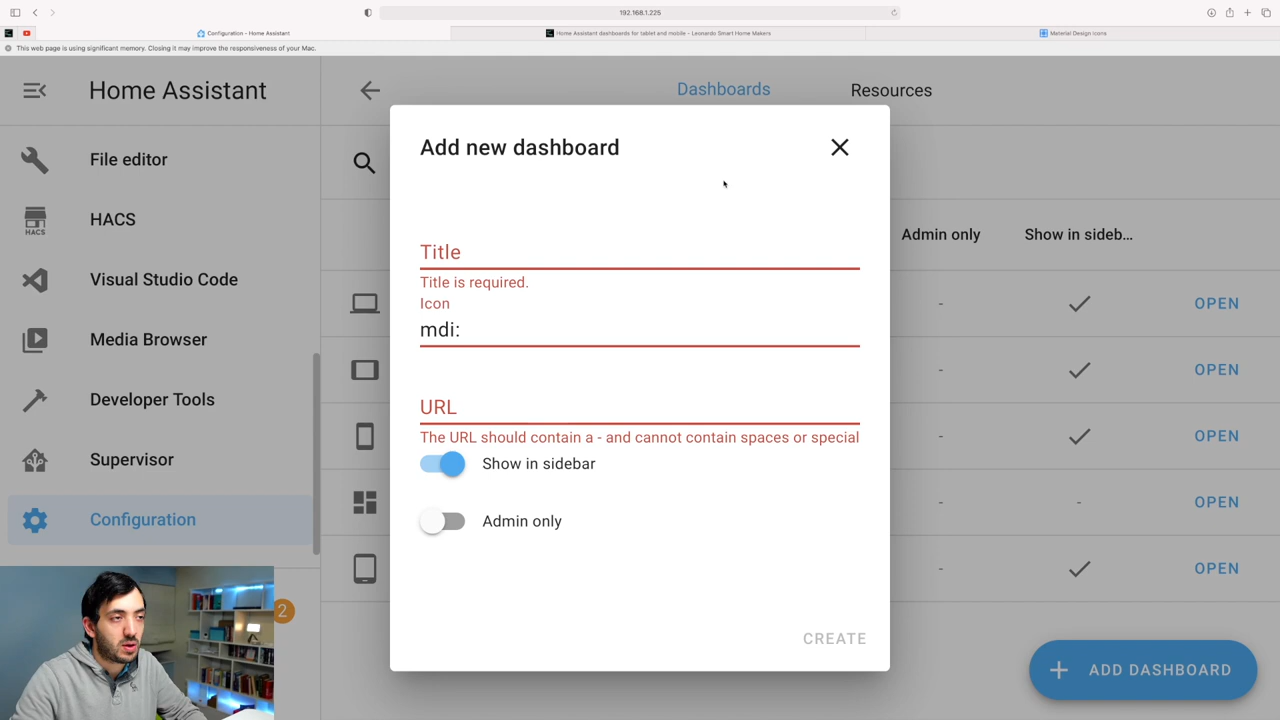 192.168.1.225
Configuration - Home Assistant
Home Assistant dashboards for tablet and mobile - Leonardo Smart Home Makers
Material Design Icons
This web page is using significant memory. Closing it may improve the responsiveness of your Mac.
Home Assistant
Dashboards
Resources
File editor
HACS
HACS
Visual Studio Code
Media Browser
Developer Tools
Supervisor
Configuration
2
Add new dashboard
Title
Title is required.
Icon
mdi:
URL
The URL should contain a - and cannot contain spaces or special
Show in sidebar
Admin only
CREATE
Admin only
Show in sideb...
- OPEN
- OPEN
- OPEN
- - OPEN
- OPEN
+ ADD DASHBOARD